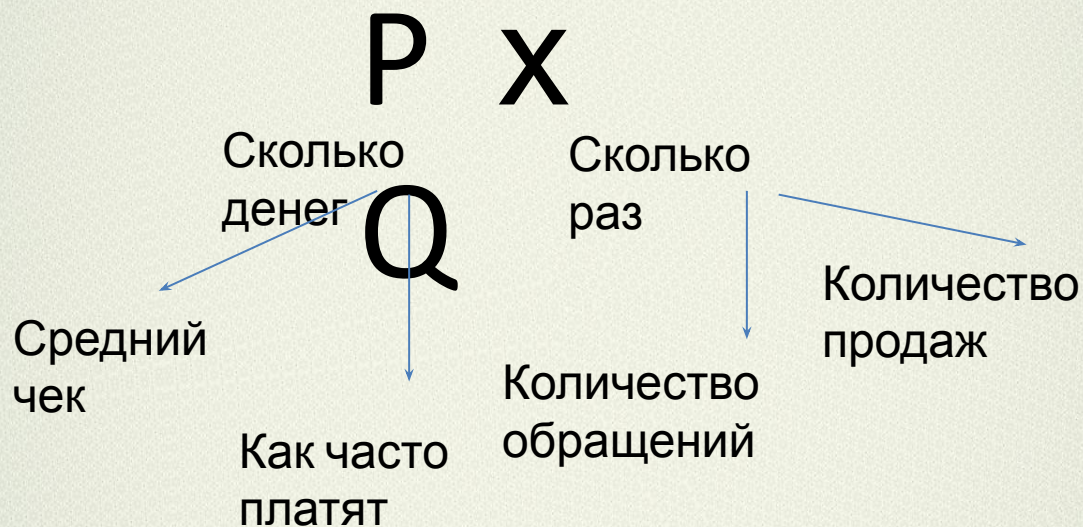 P x
Q
Сколько
денег
Сколько
раз
Средний
чек
Как часто
платят
Количество
обращений
Количество
продаж